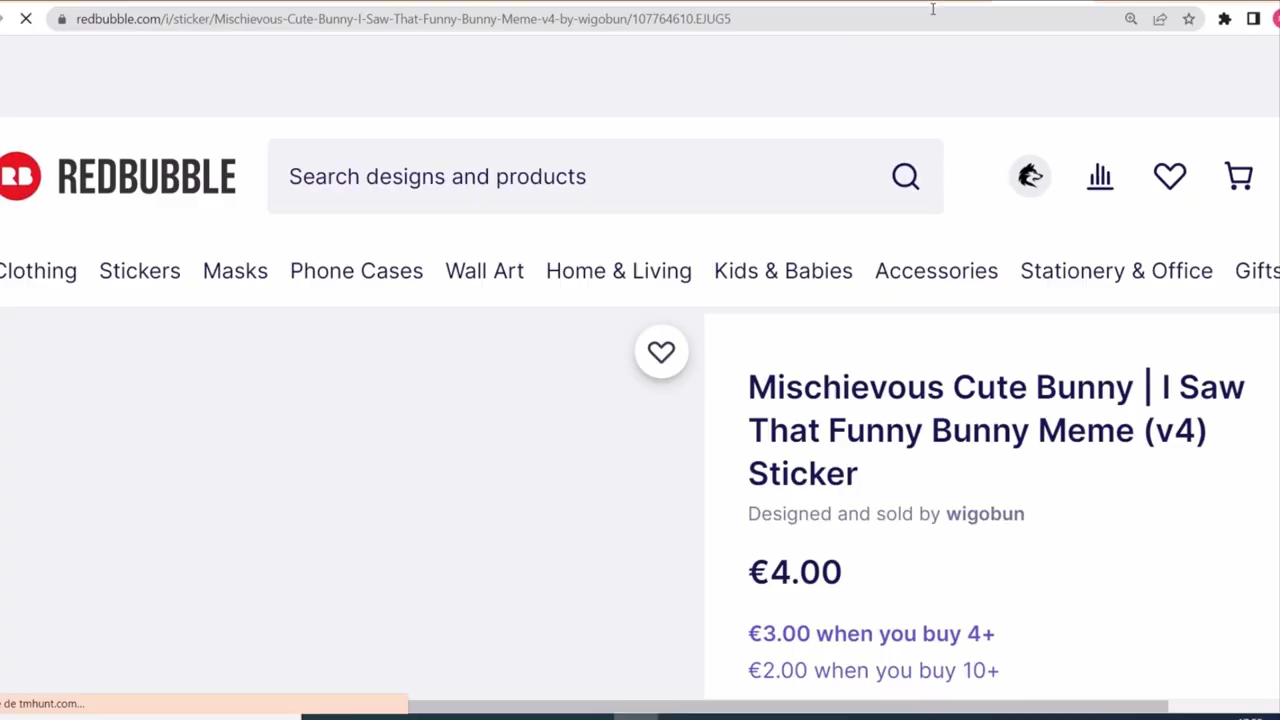 redbubble.com/i/sticker/Mischievous-Cute-Bunny-I-Saw-That-Funny-Bunny-Meme-v4-by-wigobun/107764610.EJUG5
RB REDBUBBLE
Search designs and products
Clothing Stickers Masks Phone Cases Wall Art Home & Living Kids & Babies Accessories Stationery & Office Gifts
Mischievous Cute Bunny | I Saw
That Funny Bunny Meme (v4)
Sticker
Designed and sold by wigobun
€4.00
€3.00 when you buy 4+
€2.00 when you buy 10+
de tmhunt.com...